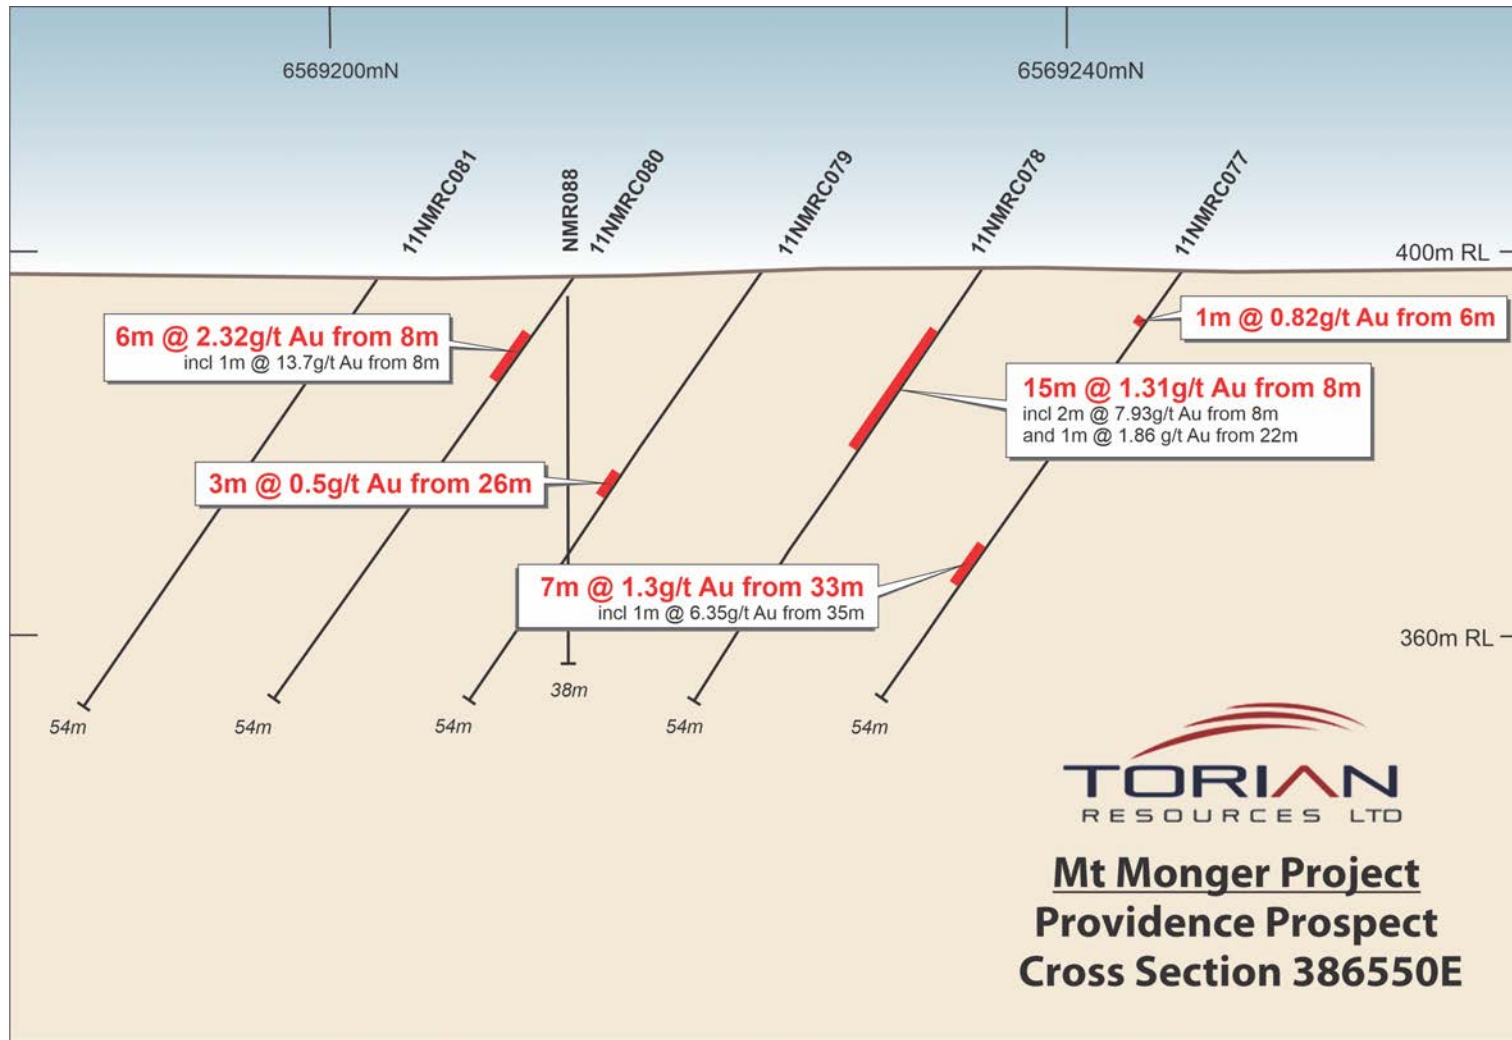 6569200mN
6569240mN
11NMRC081
NMR088
11NMRC080
11NMRC079
11NMRC078
11NMRC077
400m RL
6m @ 2.32g/t Au from 8m
incl 1m @ 13.7g/t Au from 8m
1m @ 0.82g/t Au from 6m
15m @ 1.31g/t Au from 8m
incl 2m @ 7.93g/t Au from 8m
and 1m @ 1.86 g/t Au from 22m
3m @ 0.5g/t Au from 26m
7m @ 1.3g/t Au from 33m
incl 1m @ 6.35g/t Au from 35m
360m RL
38m
54m
54m
54m
54m
54m
TORIAN
RESOURCES LTD
Mt Monger Project
Providence Prospect
Cross Section 386550E